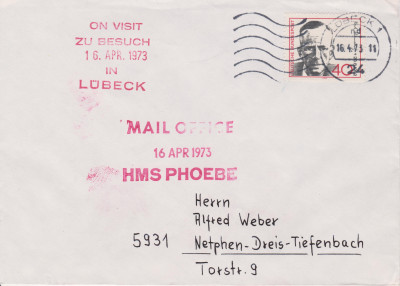 ON VISIT
ZU BESUCH
16. APR. 1973
IN
LÜBECK
LÜBECK 1
16.4.73 11
24
40
MAIL OFFICE
16 APR 1973
HMS PHOEBE
Herrn
Alfred Weber
5931 Netphen-Dreis-Tiefenbach
Torstr. 9